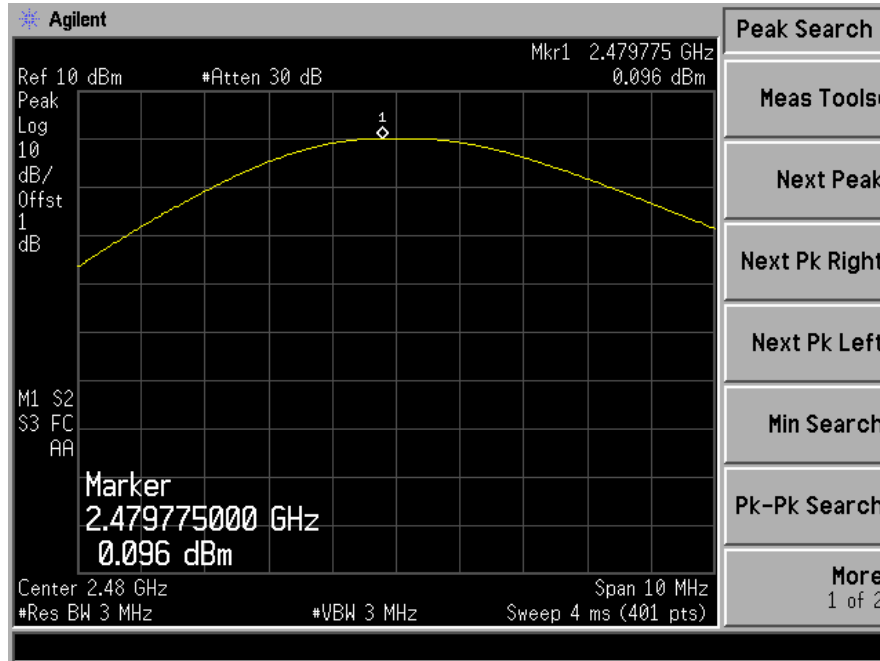 Agilent
Peak Search
Mkr1 2.479775 GHz
Ref 10 dBm #Atten 30 dB 0.096 dBm
Peak
Log
10
dB/
Offst
1
dB
1
Meas Tools
Next Peak
Next Pk Right
Next Pk Left
Min Search
Pk-Pk Search
More
1 of 2
M1 S2
S3 FC
AA
Marker
2.479775000 GHz
0.096 dBm
Center 2.48 GHz Span 10 MHz
#Res BW 3 MHz #VBW 3 MHz Sweep 4 ms (401 pts)